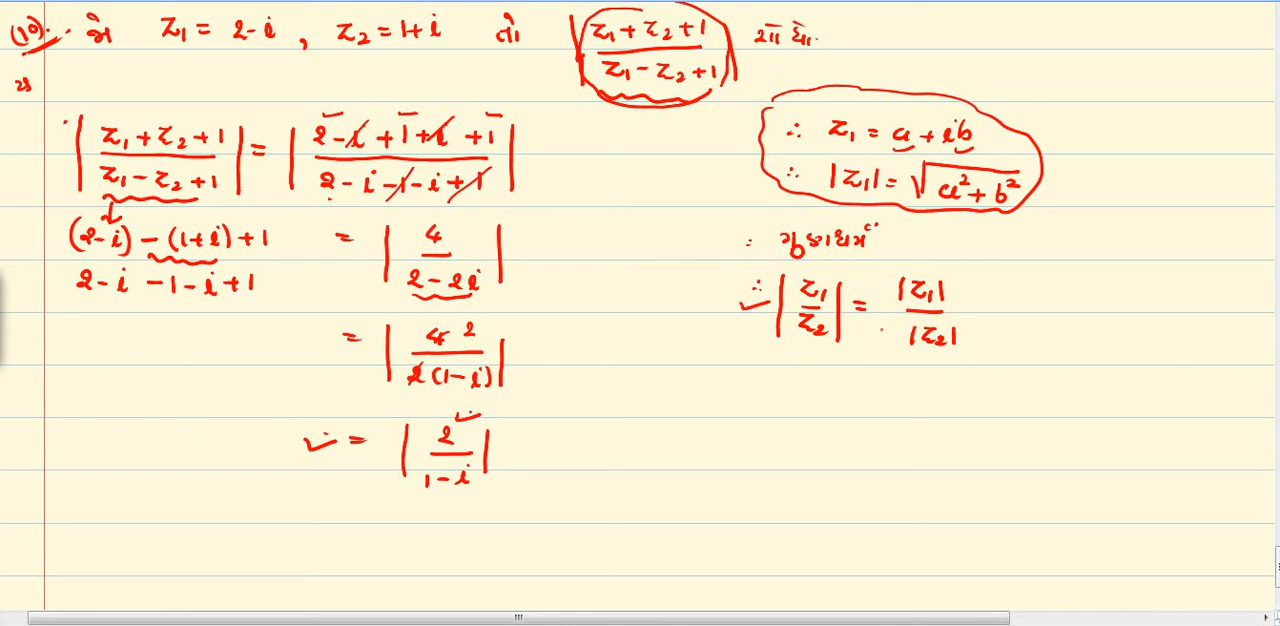 (10). જો Z₁ = 2-i , Z₂ = 1+i તો |(Z₁ + Z₂ + 1)/(Z₁ - Z₂ + 1)|
|(Z₁ + Z₂ + 1)/(Z₁ - Z₂ + 1)| = |(2 - i + 1 + i + 1)/(2 - i - 1 - i + 1)|
(2-i) - (1+i) + 1
2 - i - 1 - i + 1
= |4/(2 - 2i)|
= |4 2/(2(1-i))|
= |2/(1 - i)|
∴ Z₁ = a + ib
∴ |Z₁| = √(a² + b²)
∴ |Z₁/Z₂| = |Z₁|/|Z₂|